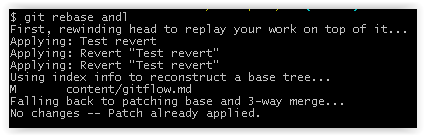 $ git rebase andl
First, rewinding head to replay your work on top of it...
Applying: Test revert
Applying: Revert "Test revert"
Applying: Revert "Test revert"
Using index info to reconstruct a base tree...
M       content/gitflow.md
Falling back to patching base and 3-way merge...
No changes -- Patch already applied.